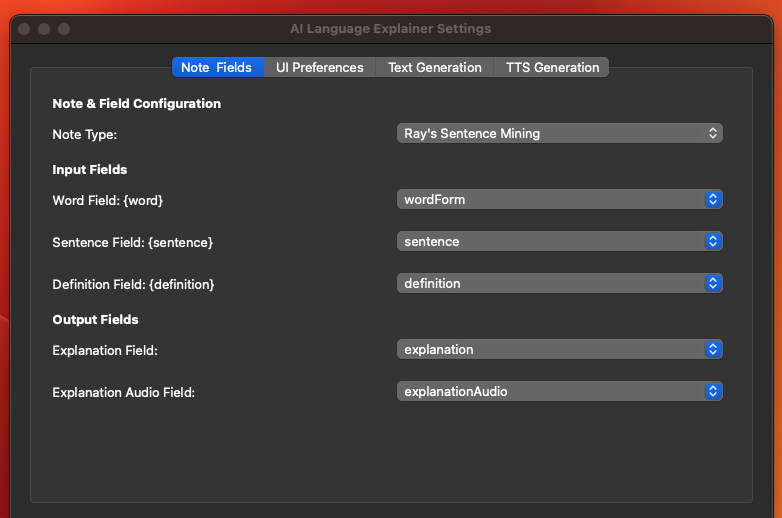 AI Language Explainer Settings
Note Fields UI Preferences Text Generation TTS Generation
Note & Field Configuration
Note Type: Ray's Sentence Mining
Input Fields
Word Field: {word} wordForm
Sentence Field: {sentence} sentence
Definition Field: {definition} definition
Output Fields
Explanation Field: explanation
Explanation Audio Field: explanationAudio